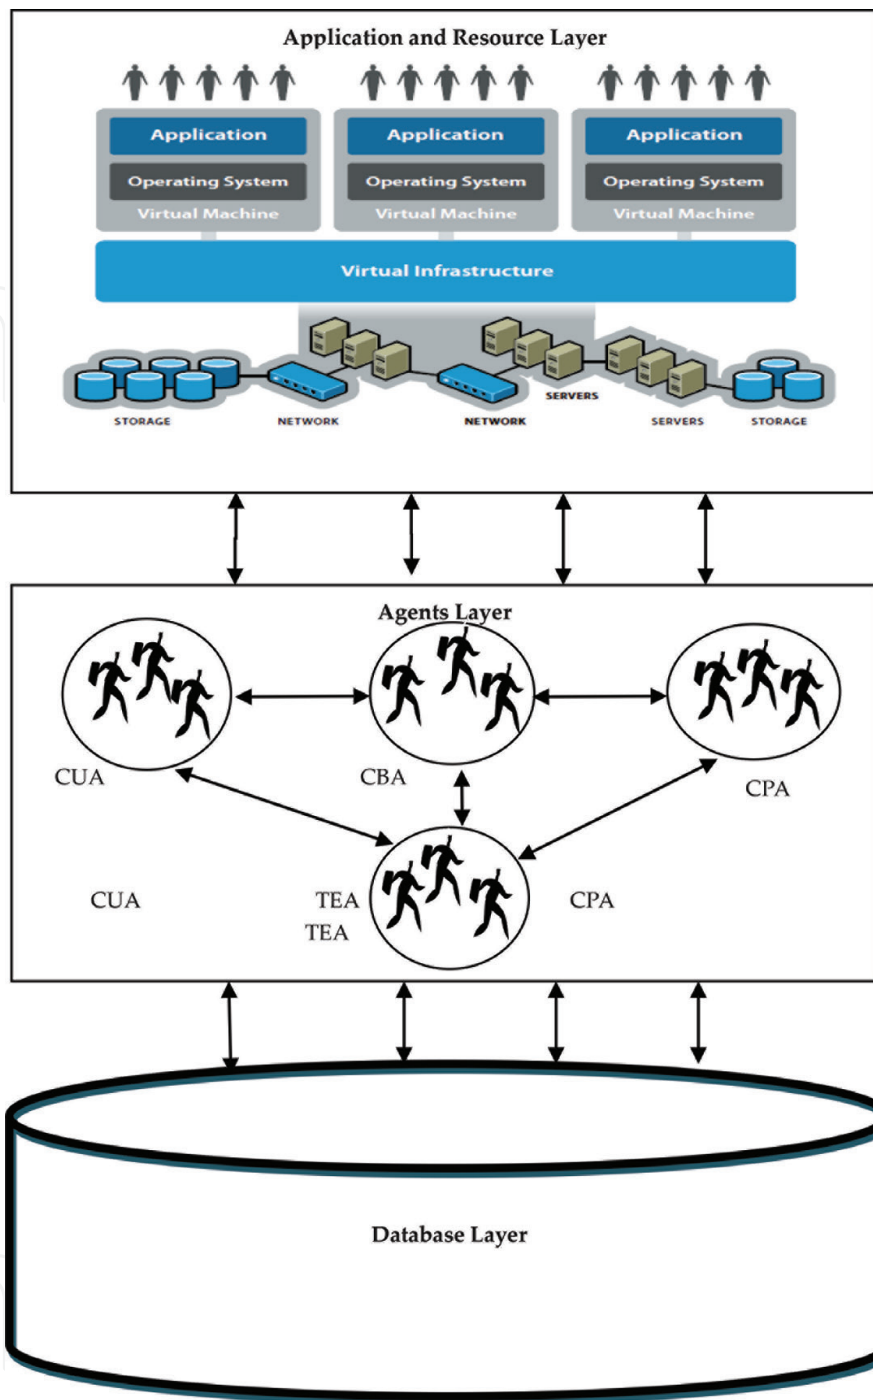 Application and Resource Layer
Application Application Application
Operating System Operating System Operating System
Virtual Machine Virtual Machine Virtual Machine
Virtual Infrastructure
SERVERS
STORAGE NETWORK NETWORK SERVERS STORAGE
Agents Layer
CUA CBA CPA
CUA TEA CPA
TEA
Database Layer